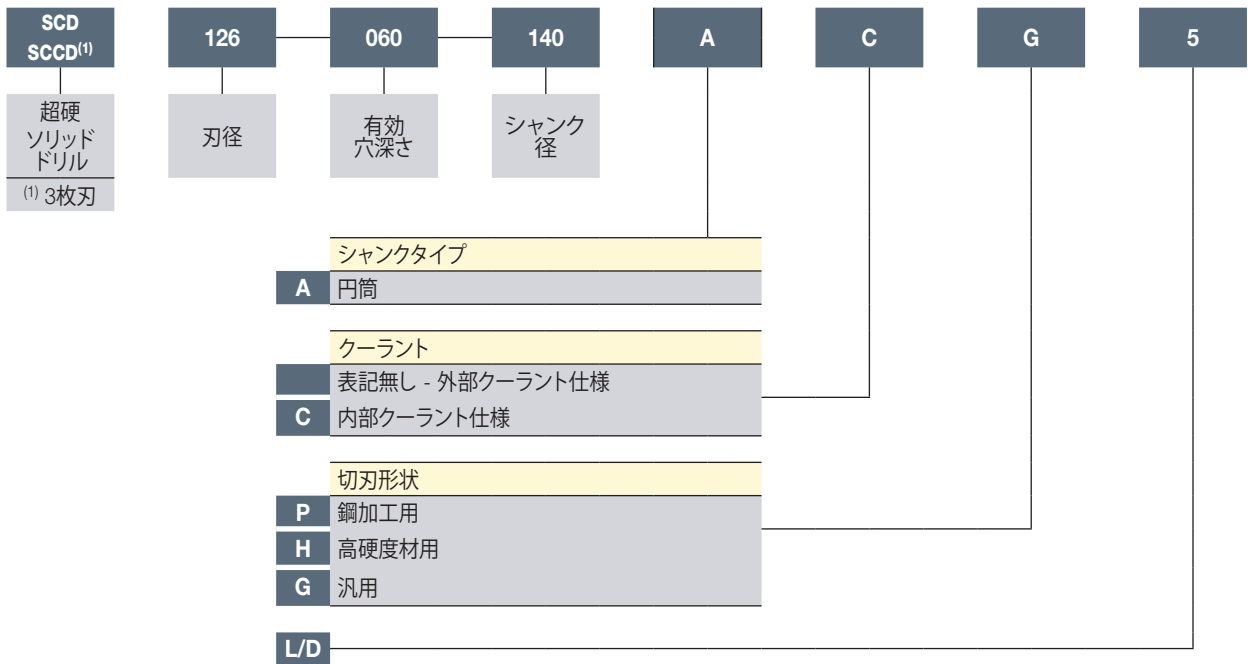 SCD
SCCD(1)
126
060
140
A
C
G
5
超硬
ソリッド
ドリル
(1) 3枚刃
刃径
有効
穴深さ
シャンク
径
シャンクタイプ
A 円筒
クーラント
表記無し - 外部クーラント仕様
C 内部クーラント仕様
切刃形状
P 鋼加工用
H 高硬度材用
G 汎用
L/D